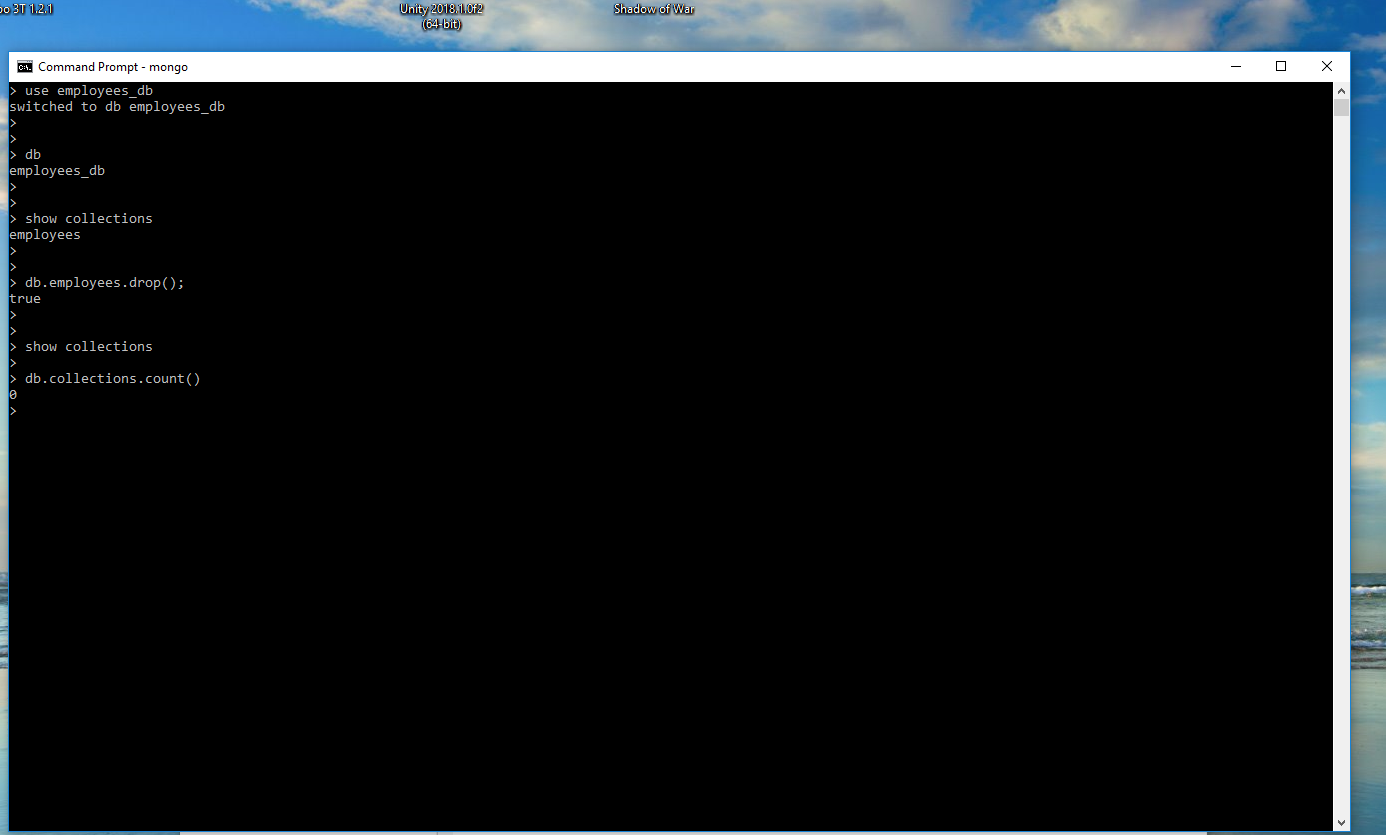 oo 3T 1.2.1
Unity 2018.1.0f2
(64-bit)
Shadow of War
Command Prompt - mongo
> use employees_db
switched to db employees_db
>
>
> db
employees_db
>
>
> show collections
employees
>
>
> db.employees.drop();
true
>
>
> show collections
>
> db.collections.count()
0
>